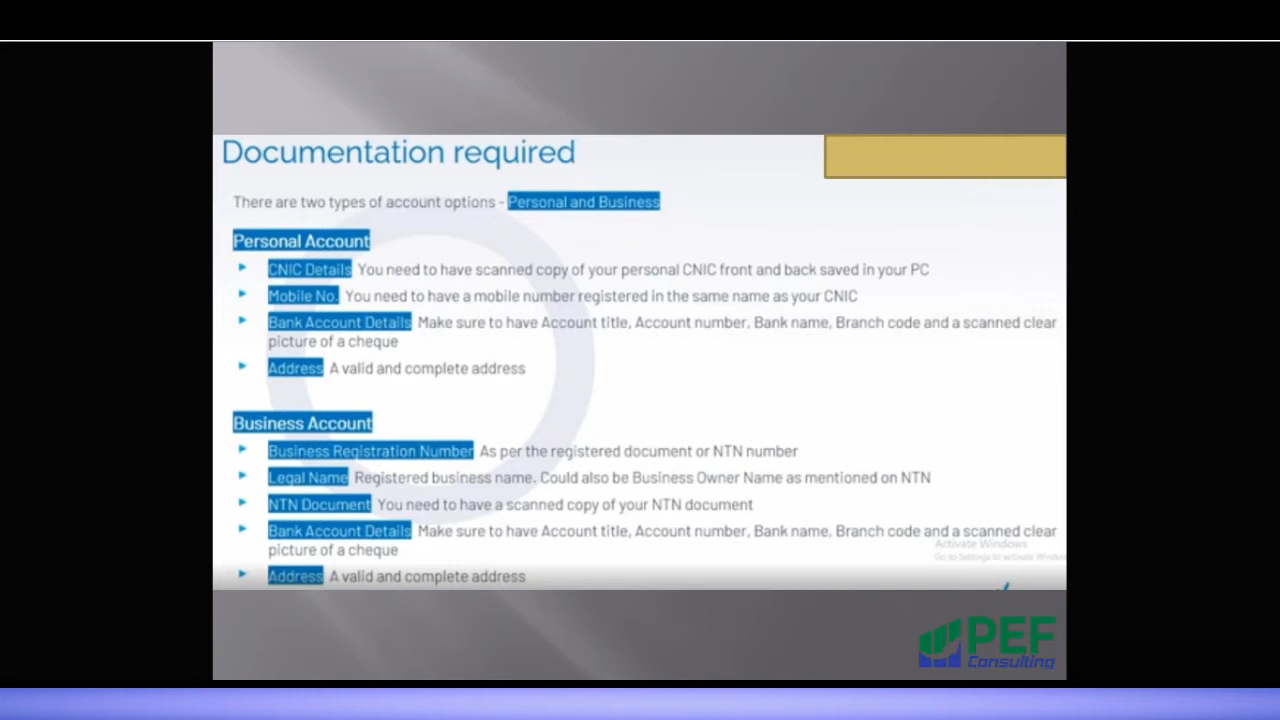 Documentation required
There are two types of account options - Personal and Business
Personal Account
CNIC Details You need to have scanned copy of your personal CNIC front and back saved in your PC
Mobile No. You need to have a mobile number registered in the same name as your CNIC
Bank Account Details Make sure to have Account title, Account number, Bank name, Branch code and a scanned clear
picture of a cheque
Address A valid and complete address
Business Account
Business Registration Number As per the registered document or NTN number
Legal Name Registered business name. Could also be Business Owner Name as mentioned on NTN
NTN Document You need to have a scanned copy of your NTN document
Bank Account Details Make sure to have Account title, Account number, Bank name, Branch code and a scanned clear
picture of a cheque
Activate Windows
Go to Settings to activate Window
Address A valid and complete address
PEF
Consulting